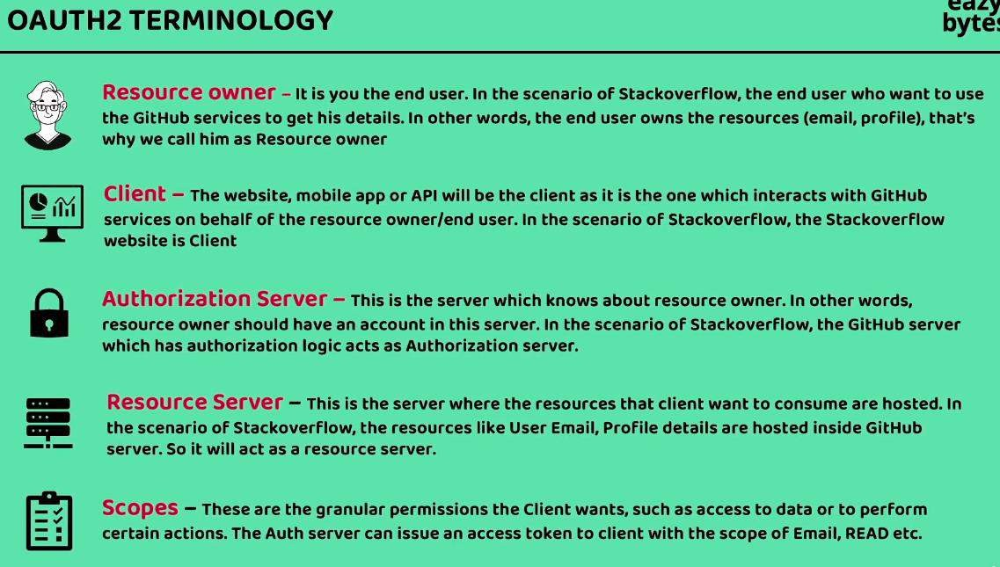 OAUTH2 TERMINOLOGY
eazy
bytes
Resource owner – It is you the end user. In the scenario of Stackoverflow, the end user who want to use
the GitHub services to get his details. In other words, the end user owns the resources (email, profile), that's
why we call him as Resource owner
Client – The website, mobile app or API will be the client as it is the one which interacts with GitHub
services on behalf of the resource owner/end user. In the scenario of Stackoverflow, the Stackoverflow
website is Client
Authorization Server – This is the server which knows about resource owner. In other words,
resource owner should have an account in this server. In the scenario of Stackoverflow, the GitHub server
which has authorization logic acts as Authorization server.
Resource Server – This is the server where the resources that client want to consume are hosted. In
the scenario of Stackoverflow, the resources like User Email, Profile details are hosted inside GitHub
server. So it will act as a resource server.
Scopes – These are the granular permissions the Client wants, such as access to data or to perform
certain actions. The Auth server can issue an access token to client with the scope of Email, READ etc.